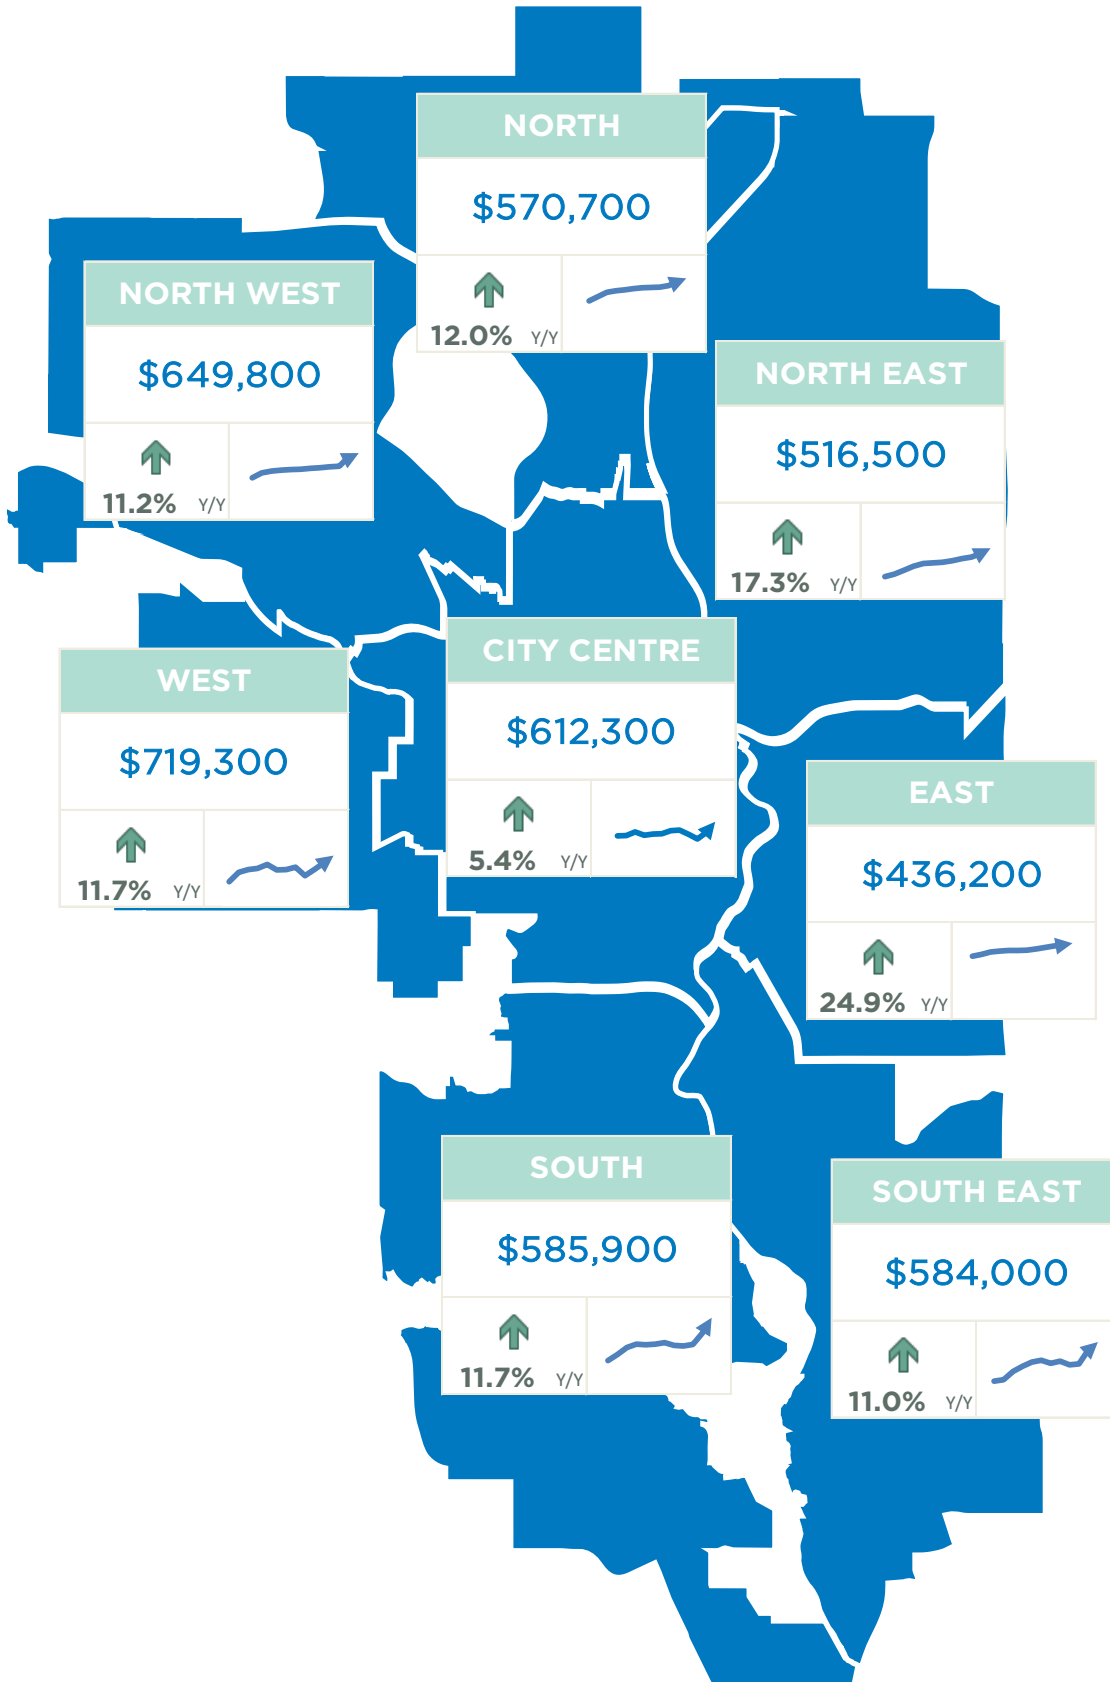 NORTH
$570,700
12.0% Y/Y
NORTH WEST
$649,800
11.2% Y/Y
NORTH EAST
$516,500
17.3% Y/Y
CITY CENTRE
$612,300
5.4% Y/Y
WEST
$719,300
11.7% Y/Y
EAST
$436,200
24.9% Y/Y
SOUTH
$585,900
11.7% Y/Y
SOUTH EAST
$584,000
11.0% Y/Y